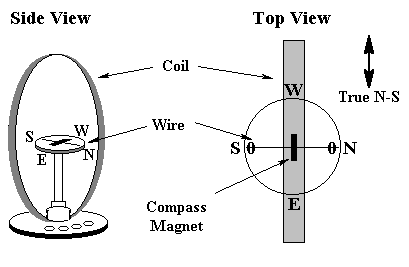 Side View
Top View
Coil
True N-S
W
S W
Wire
E N
S 0 0 N
Compass
Magnet
E